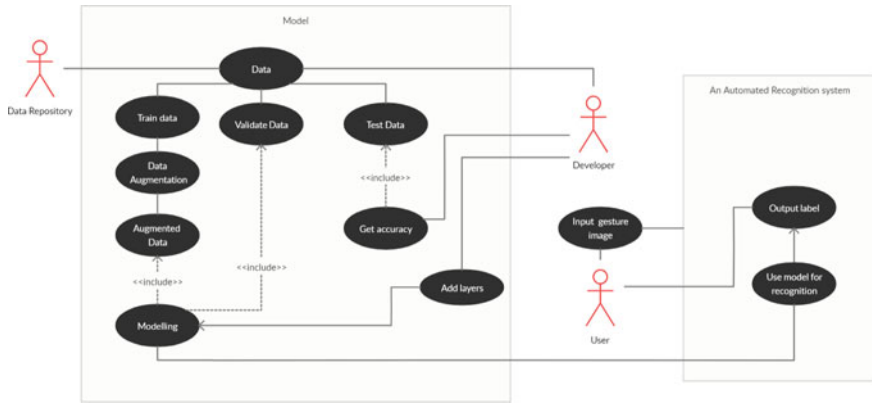 Model
Data
Data Repository
Train data
Validate Data
Test Data
An Automated Recognition system
Developer
Data
Augmentation
<<include>>
Augmented
Data
Get accuracy
Input gesture
image
Output label
<<include>>
<<include>>
Add layers
Use model for
recognition
Modelling
User